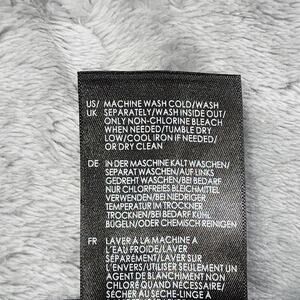 US/ MACHINE WASH COLD/WASH
UK SEPARATELY/WASH INSIDE OUT/
ONLY NON-CHLORINE BLEACH
WHEN NEEDED/TUMBLE DRY
LOW/COOL IRON IF NEEDED/
OR DRY CLEAN
DE IN DER MASCHINE KALT WASCHEN/
SEPARAT WASCHEN/AUF LINKS
GEDREHT WASCHEN/BEI BEDARF
NUR CHLORFREIES BLEICHMITTEL
VERWENDEN/BEI NIEDRIGER
TEMPERATUR IM TROCKNER
TROCKNEN/BEI BEDARF KÜHL
BÜGELN/ODER CHEMISCH REINIGEN
FR LAVER À LA MACHINE À
L'EAU FROIDE/LAVER
SÉPARÉMENT/LAVER SUR
L'ENVERS/UTILISER SEULEMENT UN
AGENT DE BLANCHIMENT NON
CHLORÉ QUAND NÉCESSAIRE/
SÉCHER AU SÈCHE-LINGE À